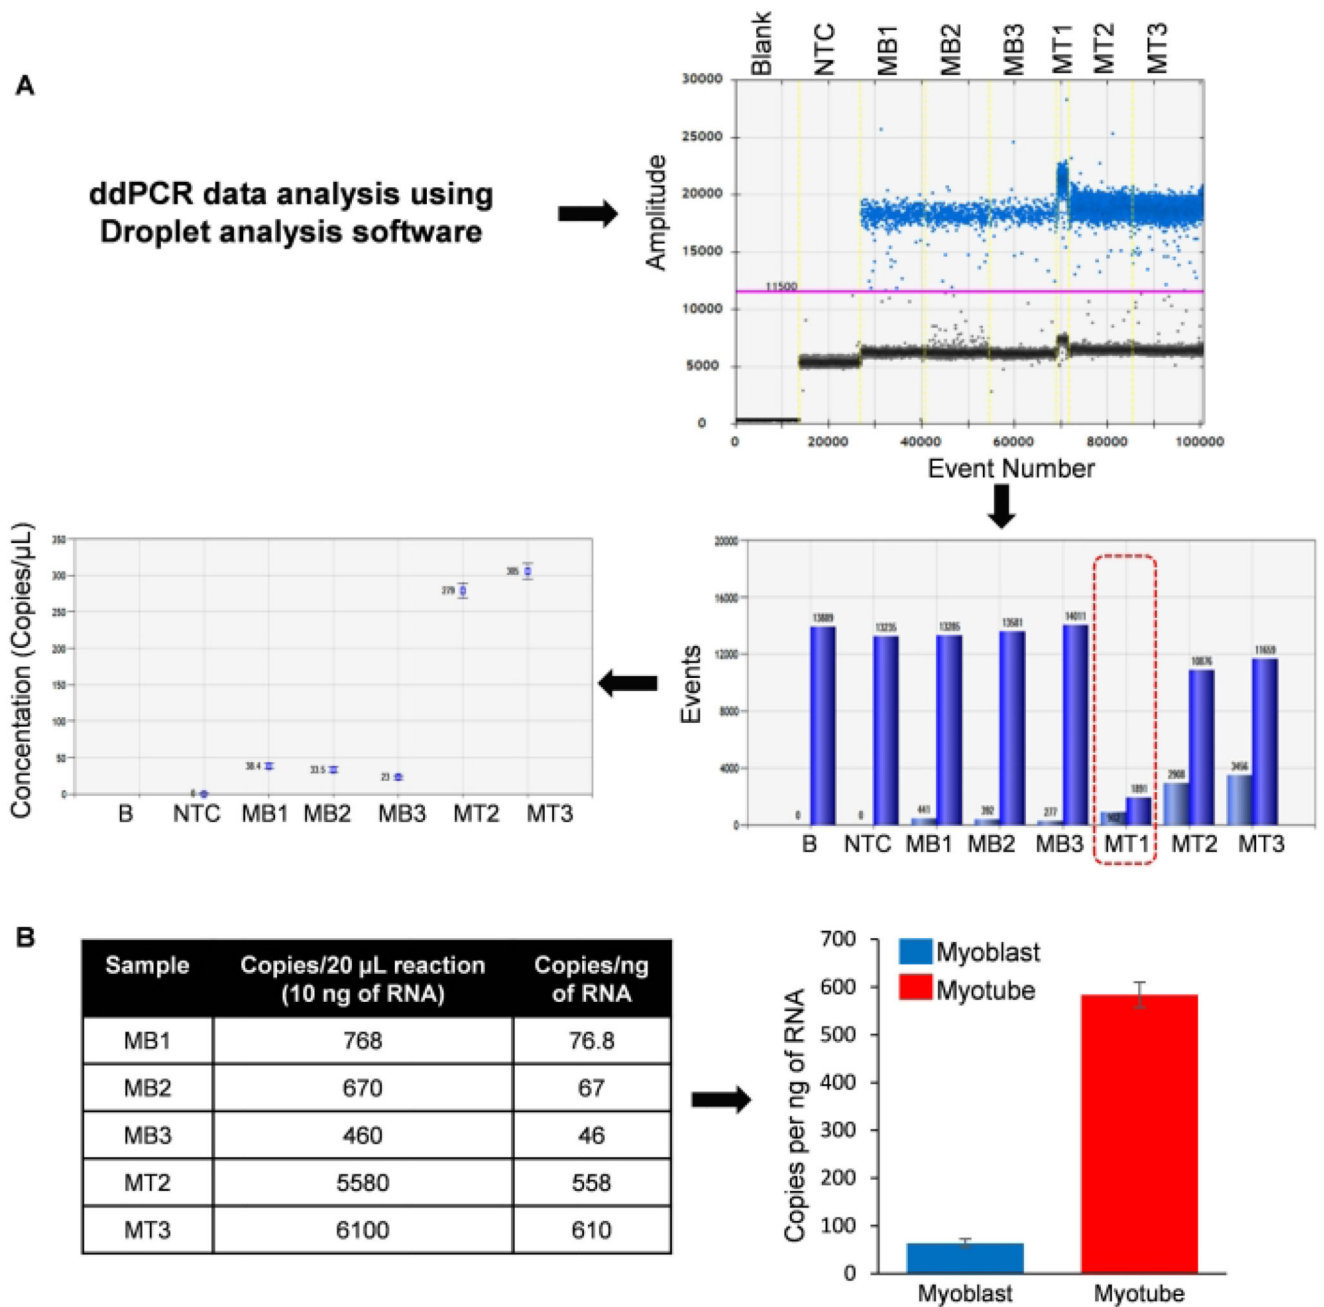 A
ddPCR data analysis using
Droplet analysis software
Blank NTC MB1 MB2 MB3 MT1 MT2 MT3
Amplitude
30000
25000
20000
15000
11500
10000
5000
0
0 20000 40000 60000 80000 100000
Event Number
Concentration (Copies/µL)
350
300
250
200
150
100
50
0
0
38.4
33.5
23
279
305
B NTC MB1 MB2 MB3 MT2 MT3
Events
20000
16000
12000
8000
4000
0
0 13889
0 13235
441 13285
392 13581
277 14011
902 1891
2908 10876
3456 11659
B NTC MB1 MB2 MB3 MT1 MT2 MT3
B
Sample Copies/20 µL reaction (10 ng of RNA) Copies/ng of RNA
MB1 768 76.8
MB2 670 67
MB3 460 46
MT2 5580 558
MT3 6100 610
Copies per ng of RNA
700
600
500
400
300
200
100
0
Myoblast
Myotube
Myoblast Myotube